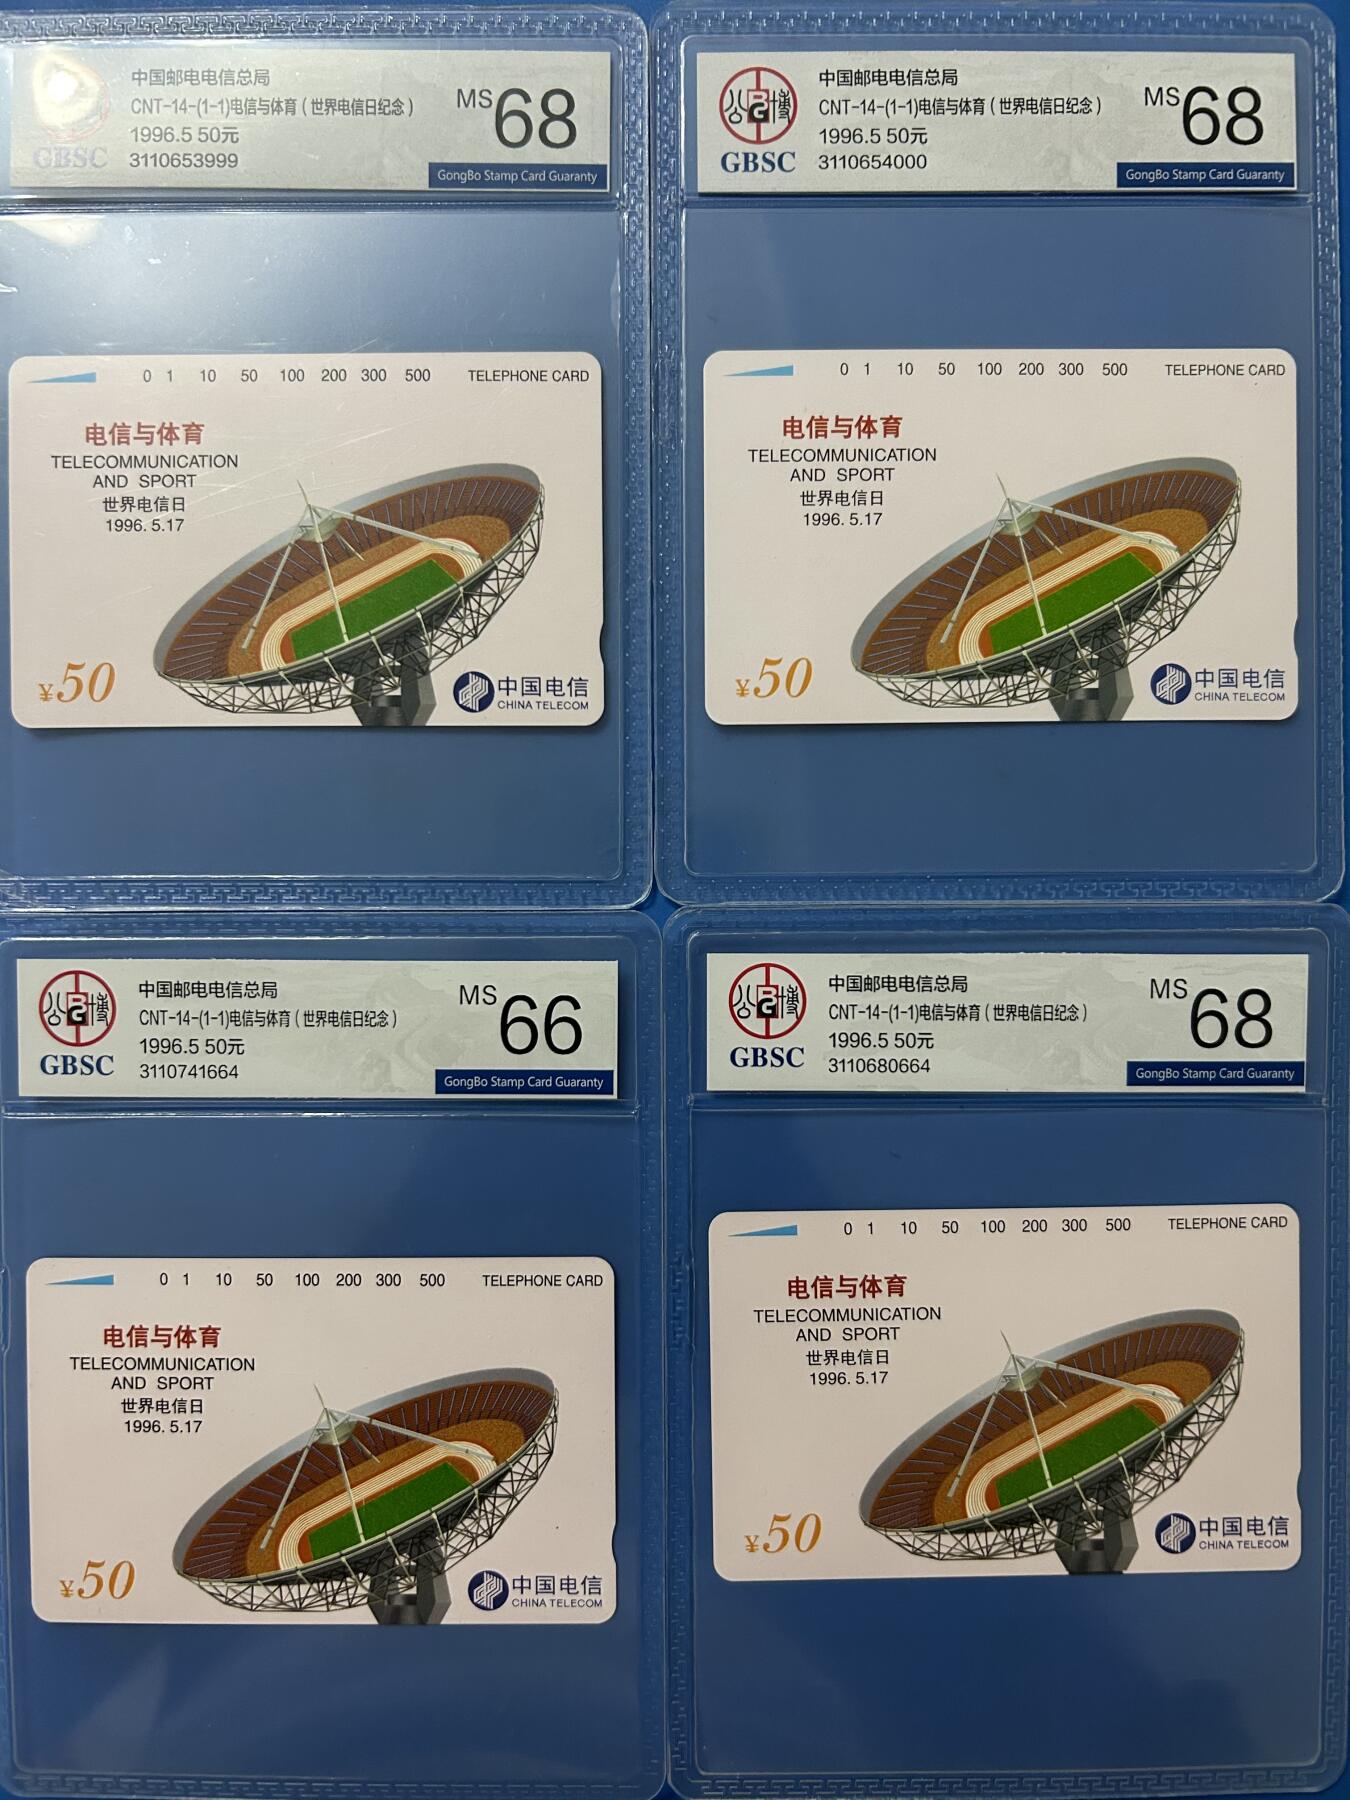 中国邮电电信总局
CNT-14-(1-1)电信与体育(世界电信日纪念)
1996.5 50元
3110653999
GBSC
MS 68
GongBo Stamp Card Guaranty
0 1 10 50 100 200 300 500 TELEPHONE CARD
电信与体育
TELECOMMUNICATION
AND SPORT
世界电信日
1996. 5.17
¥50
中国电信
CHINA TELECOM
公博
BG
GBSC
中国邮电电信总局
CNT-14-(1-1)电信与体育(世界电信日纪念)
1996.5 50元
3110654000
MS 68
GongBo Stamp Card Guaranty
0 1 10 50 100 200 300 500 TELEPHONE CARD
电信与体育
TELECOMMUNICATION
AND SPORT
世界电信日
1996. 5.17
¥50
中国电信
CHINA TELECOM
公博
BG
GBSC
中国邮电电信总局
CNT-14-(1-1)电信与体育(世界电信日纪念)
1996.5 50元
3110741664
MS 66
GongBo Stamp Card Guaranty
0 1 10 50 100 200 300 500 TELEPHONE CARD
电信与体育
TELECOMMUNICATION
AND SPORT
世界电信日
1996. 5.17
¥50
中国电信
CHINA TELECOM
公博
BG
GBSC
中国邮电电信总局
CNT-14-(1-1)电信与体育(世界电信日纪念)
1996.5 50元
3110680664
MS 68
GongBo Stamp Card Guaranty
0 1 10 50 100 200 300 500 TELEPHONE CARD
电信与体育
TELECOMMUNICATION
AND SPORT
世界电信日
1996. 5.17
¥50
中国电信
CHINA TELECOM